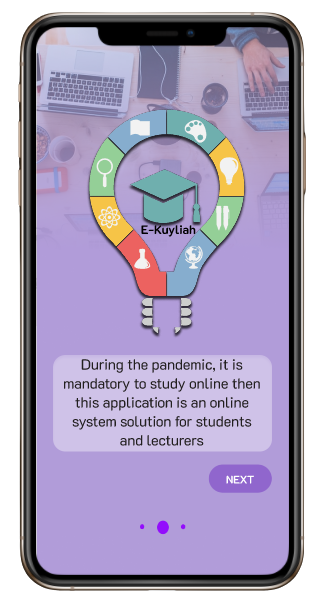 E-Kuyliah
During the pandemic, it is
mandatory to study online then
this application is an online
system solution for students
and lecturers
NEXT